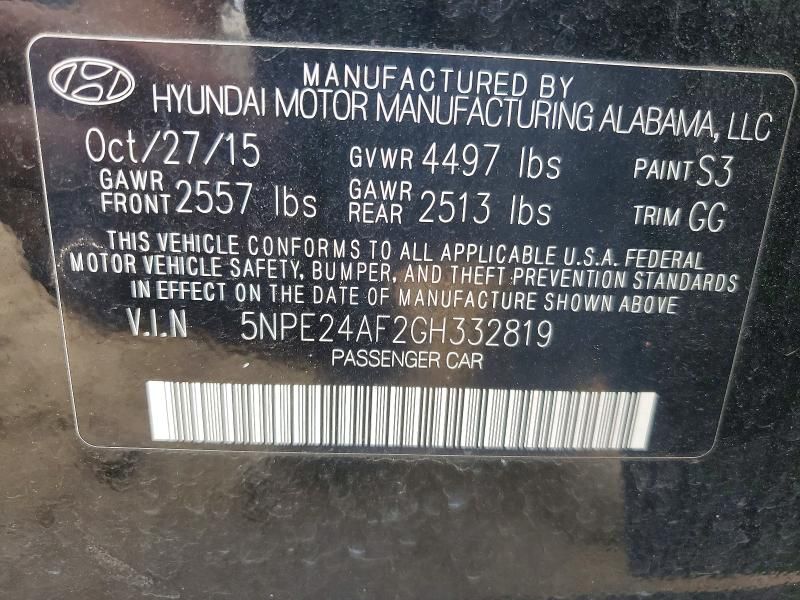 MANUFACTURED BY
HYUNDAI MOTOR MANUFACTURING ALABAMA, LLC
Oct/27/15 GVWR 4497 lbs PAINT S3
GAWR FRONT 2557 lbs GAWR REAR 2513 lbs TRIM GG
THIS VEHICLE CONFORMS TO ALL APPLICABLE U.S.A. FEDERAL
MOTOR VEHICLE SAFETY, BUMPER, AND THEFT PREVENTION STANDARDS
IN EFFECT ON THE DATE OF MANUFACTURE SHOWN ABOVE
V.I.N 5NPE24AF2GH332819
PASSENGER CAR